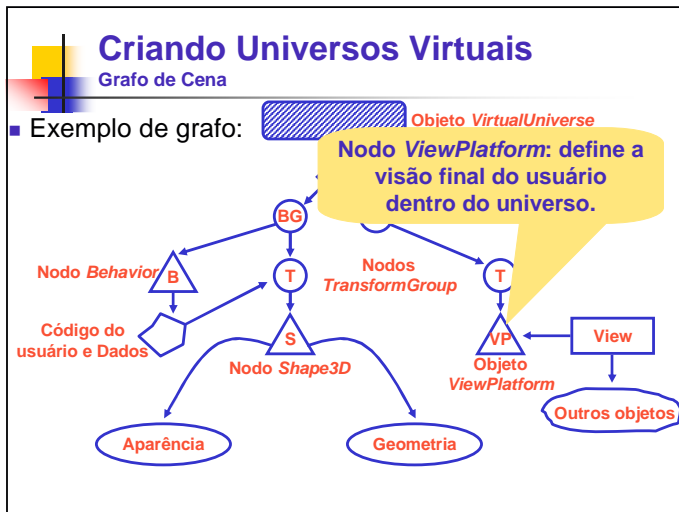 Criando Universos Virtuais
Grafo de Cena
Exemplo de grafo:
Objeto VirtualUniverse
Nodo ViewPlatform: define a
visão final do usuário
dentro do universo.
BG
Nodo Behavior
B
T
Nodos
TransformGroup
T
Código do
usuário e Dados
S
Nodo Shape3D
VP
Objeto
ViewPlatform
View
Outros objetos
Aparência
Geometria